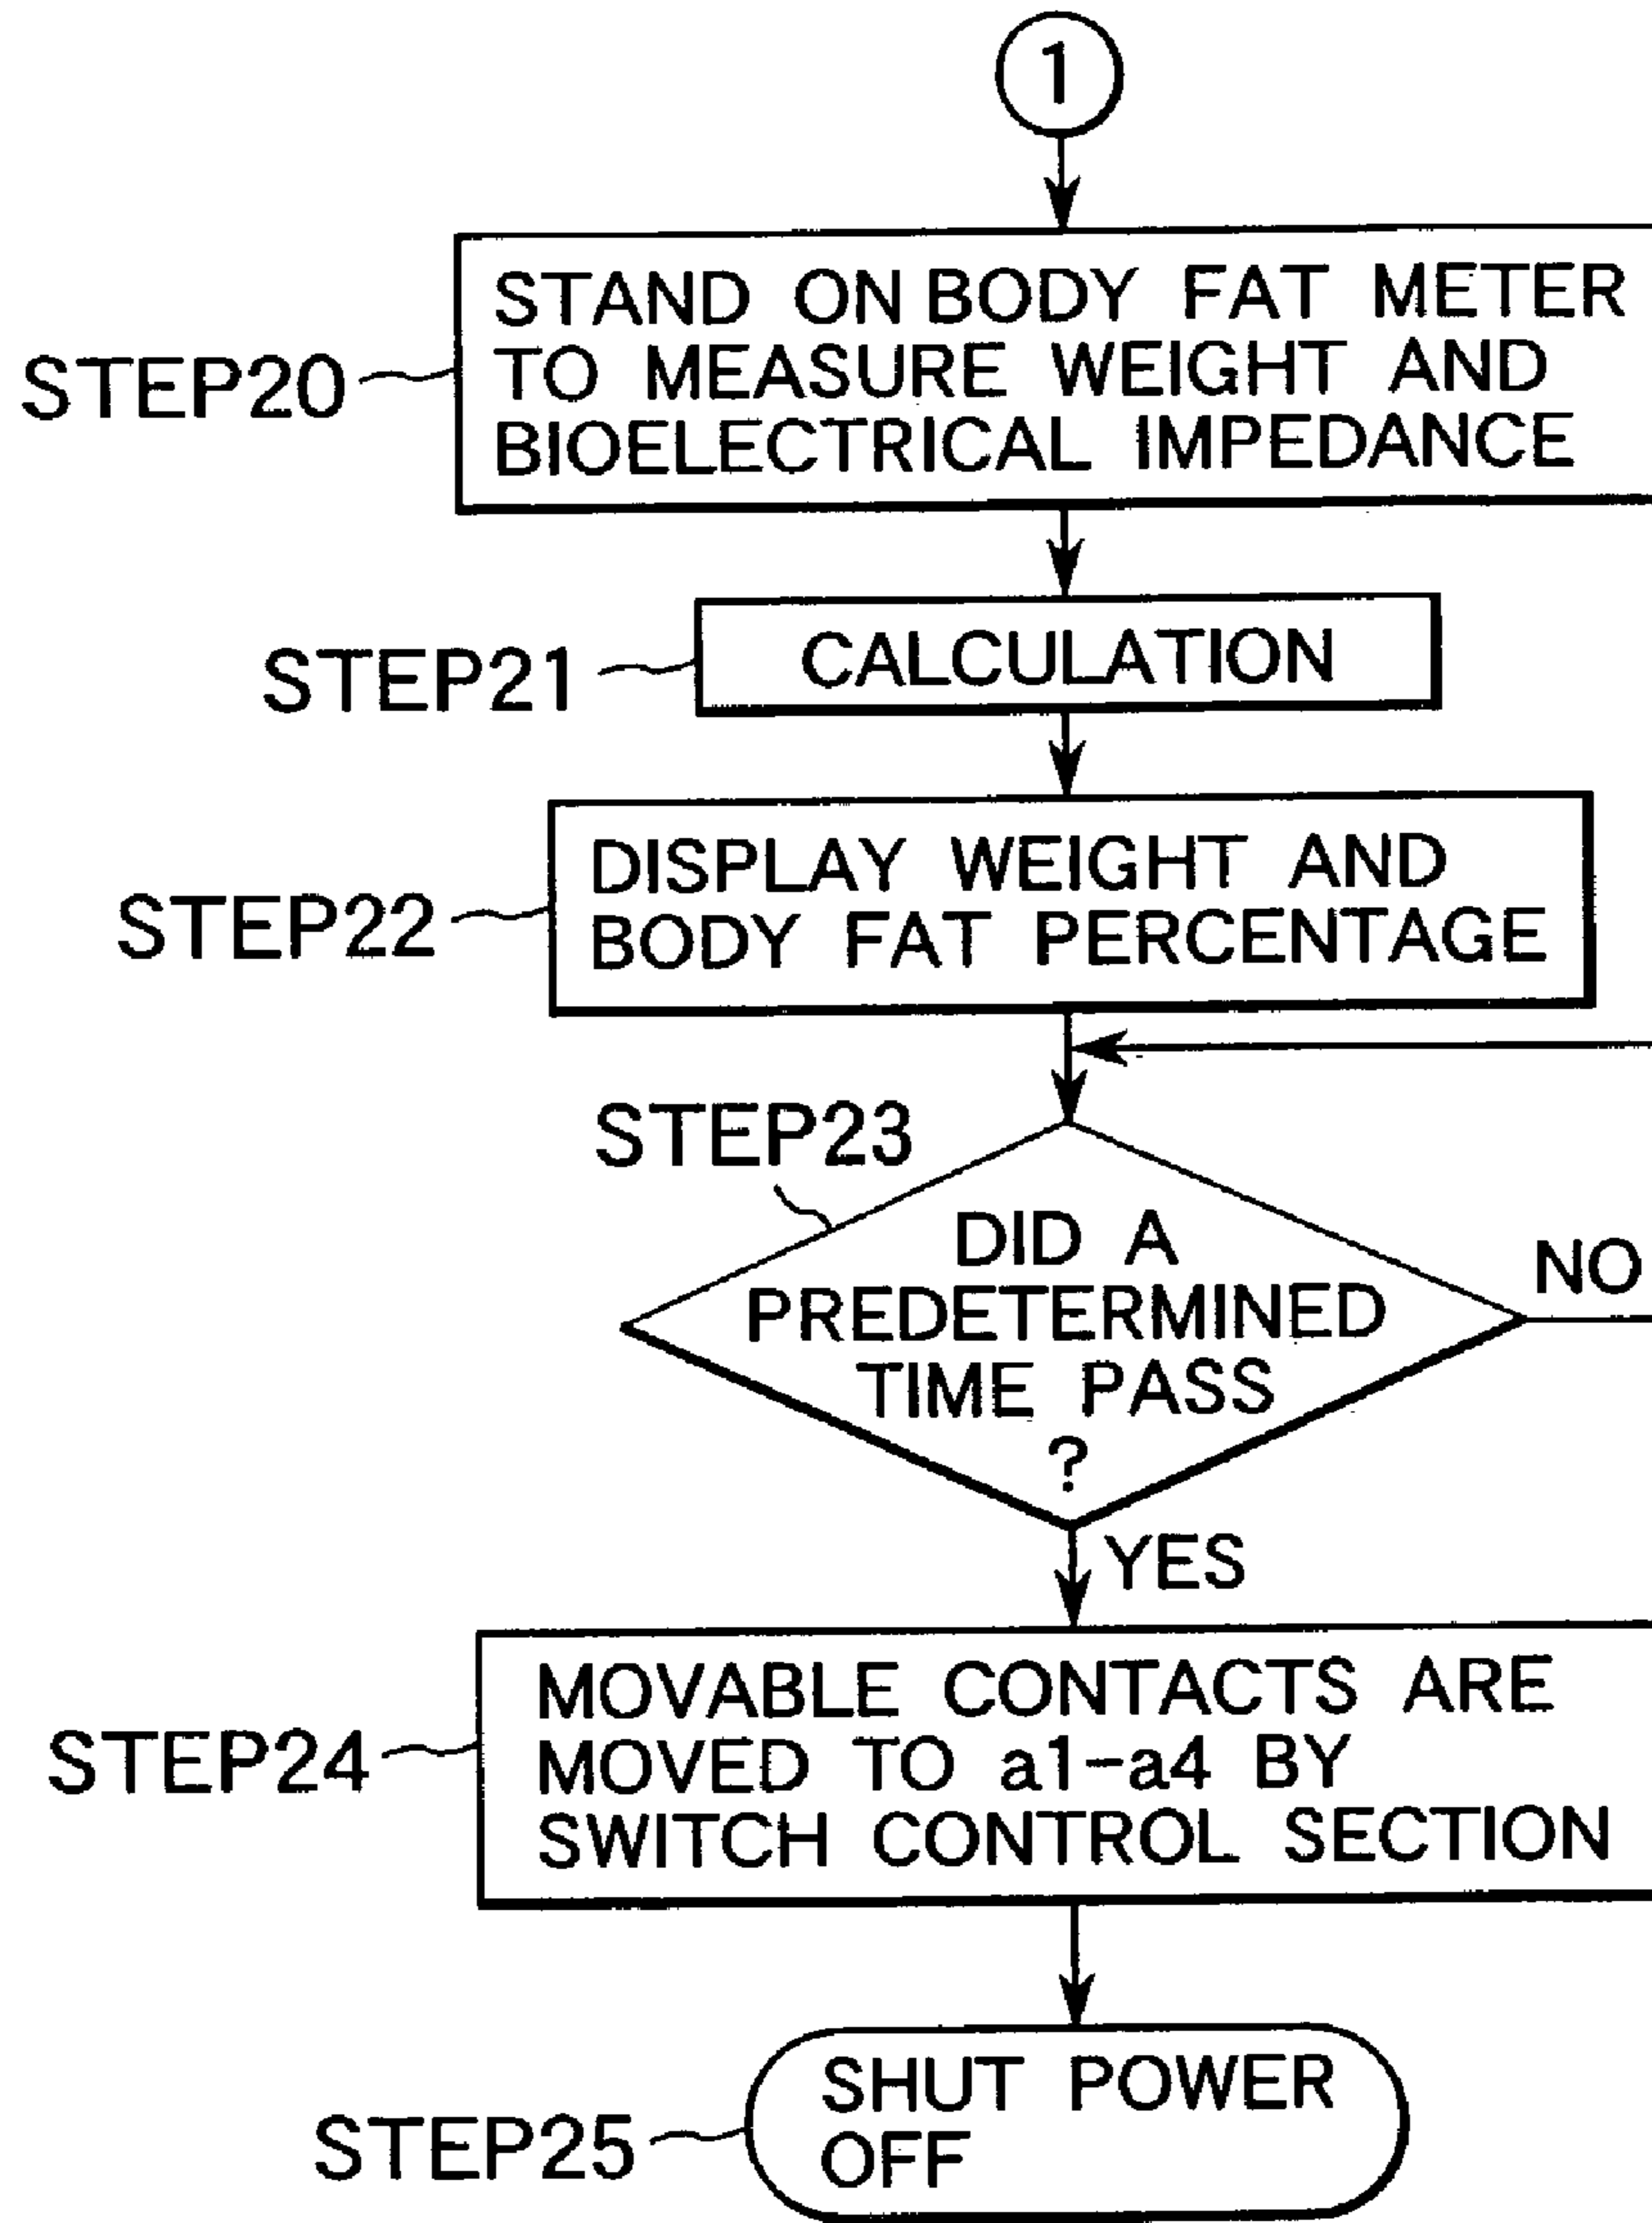 1
STEP20
STAND ON BODY FAT METER
TO MEASURE WEIGHT AND
BIOELECTRICAL IMPEDANCE
STEP21
CALCULATION
STEP22
DISPLAY WEIGHT AND
BODY FAT PERCENTAGE
STEP23
DID A
PREDETERMINED
TIME PASS
?
NO
YES
STEP24
MOVABLE CONTACTS ARE
MOVED TO a1-a4 BY
SWITCH CONTROL SECTION
STEP25
SHUT POWER
OFF